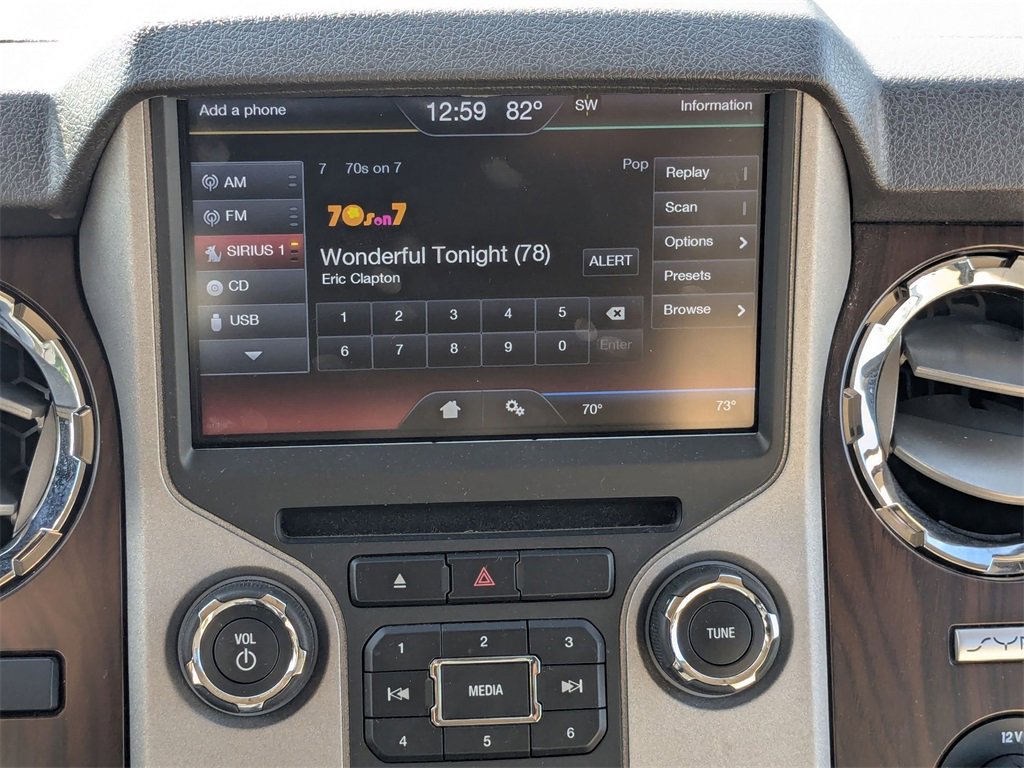 Add a phone 12:59 82° SW Information
AM
FM
SIRIUS 1
CD
USB
7 70s on 7 Pop
70s on 7
Wonderful Tonight (78)
Eric Clapton
ALERT
1 2 3 4 5
6 7 8 9 0 Enter
Replay
Scan
Options
Presets
Browse
70° 73°
VOL
TUNE
1 2 3
MEDIA
4 5 6
12V